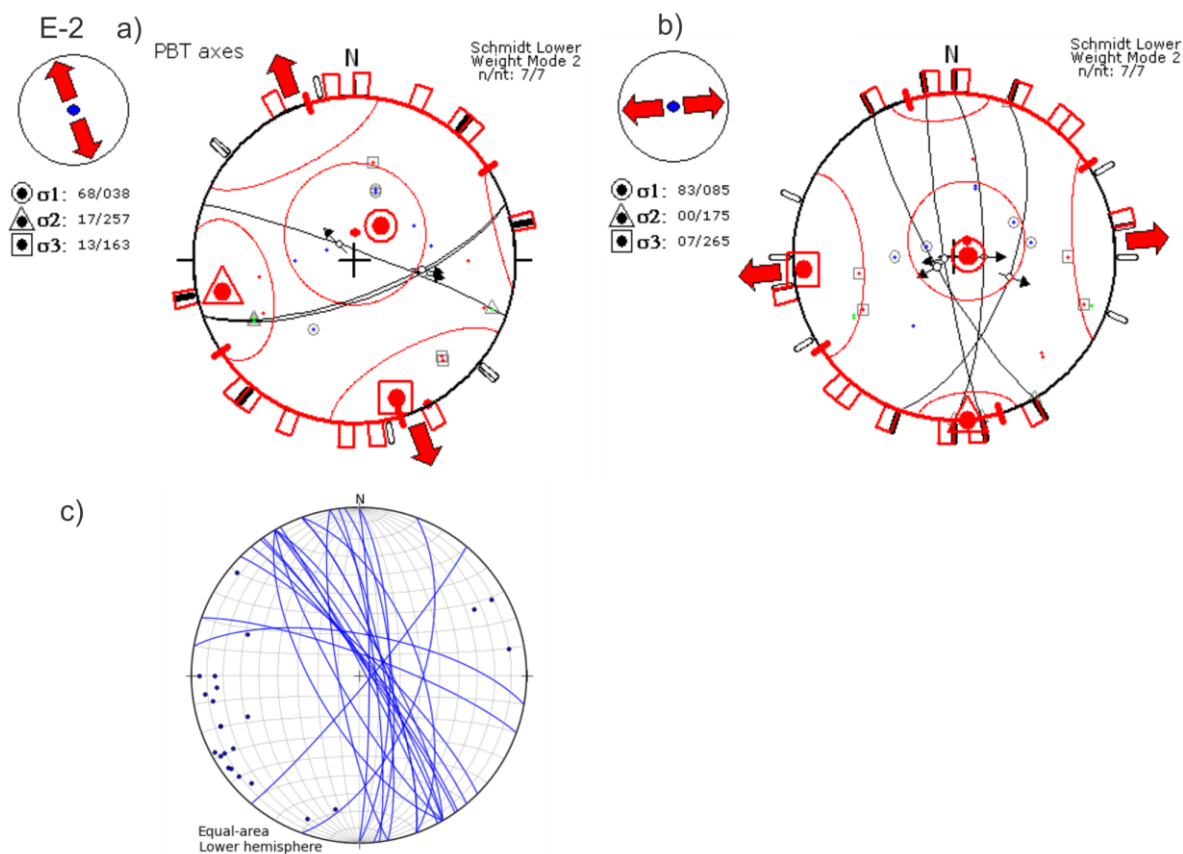 E-2
a)
PBT axes
N
Schmidt Lower
Weight Mode 2
n/nt: 7/7
σ1: 68/038
σ2: 17/257
σ3: 13/163
b)
N
Schmidt Lower
Weight Mode 2
n/nt: 7/7
σ1: 83/085
σ2: 00/175
σ3: 07/265
c)
N
Equal-area
Lower hemisphere